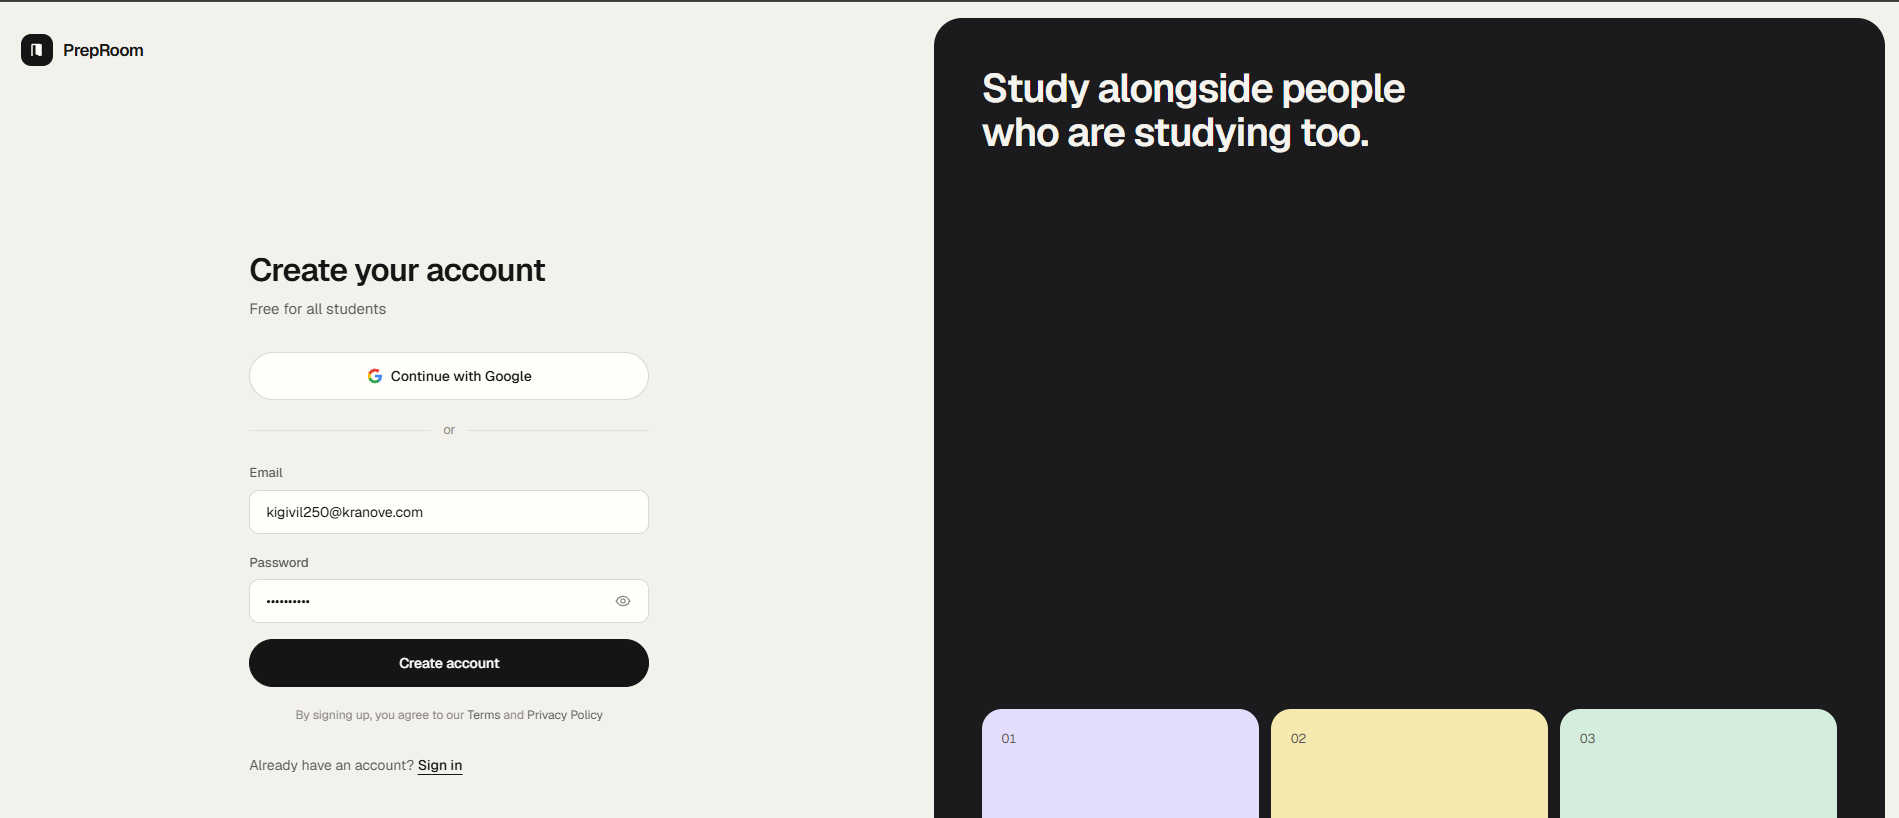 PrepRoom
Create your account
Free for all students
Continue with Google
or
Email
kigivil250@kranove.com
Password
••••••••••
Create account
By signing up, you agree to our Terms and Privacy Policy
Already have an account? Sign in
Study alongside people
who are studying too.
01
02
03